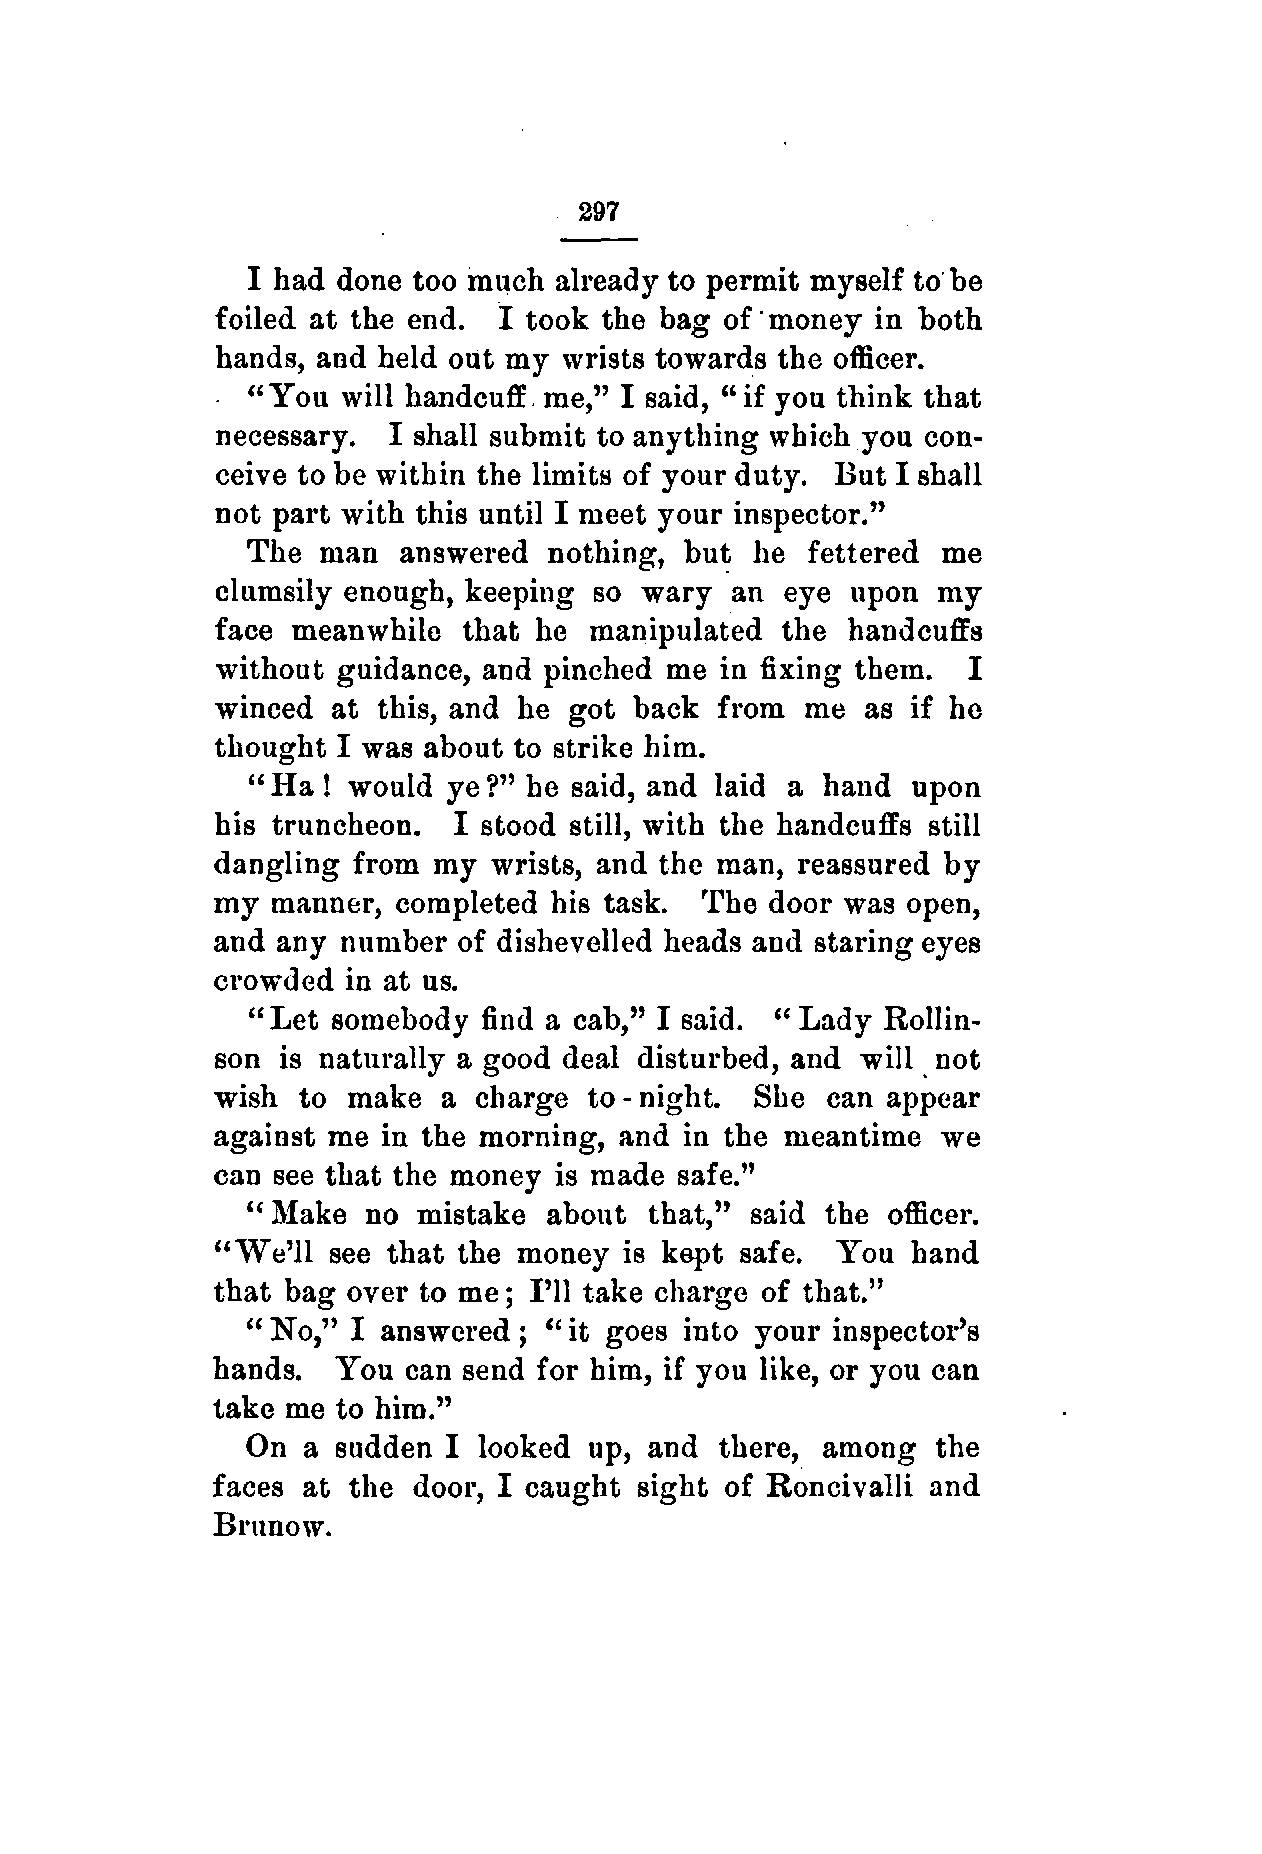 297
I had done too much already to permit myself to be
foiled at the end. I took the bag of money in both
hands, and held out my wrists towards the officer.
“You will handcuff me,” I said, “if you think that
necessary. I shall submit to anything which you con-
ceive to be within the limits of your duty. But I shall
not part with this until I meet your inspector.”
The man answered nothing, but he fettered me
clumsily enough, keeping so wary an eye upon my
face meanwhile that he manipulated the handcuffs
without guidance, and pinched me in fixing them. I
winced at this, and he got back from me as if he
thought I was about to strike him.
“Ha! would ye?” he said, and laid a hand upon
his truncheon. I stood still, with the handcuffs still
dangling from my wrists, and the man, reassured by
my manner, completed his task. The door was open,
and any number of dishevelled heads and staring eyes
crowded in at us.
“Let somebody find a cab,” I said. “Lady Rollin-
son is naturally a good deal disturbed, and will not
wish to make a charge to-night. She can appear
against me in the morning, and in the meantime we
can see that the money is made safe.”
“Make no mistake about that,” said the officer.
“We’ll see that the money is kept safe. You hand
that bag over to me; I’ll take charge of that.”
“No,” I answered; “it goes into your inspector’s
hands. You can send for him, if you like, or you can
take me to him.”
On a sudden I looked up, and there, among the
faces at the door, I caught sight of Roncivalli and
Brunow.